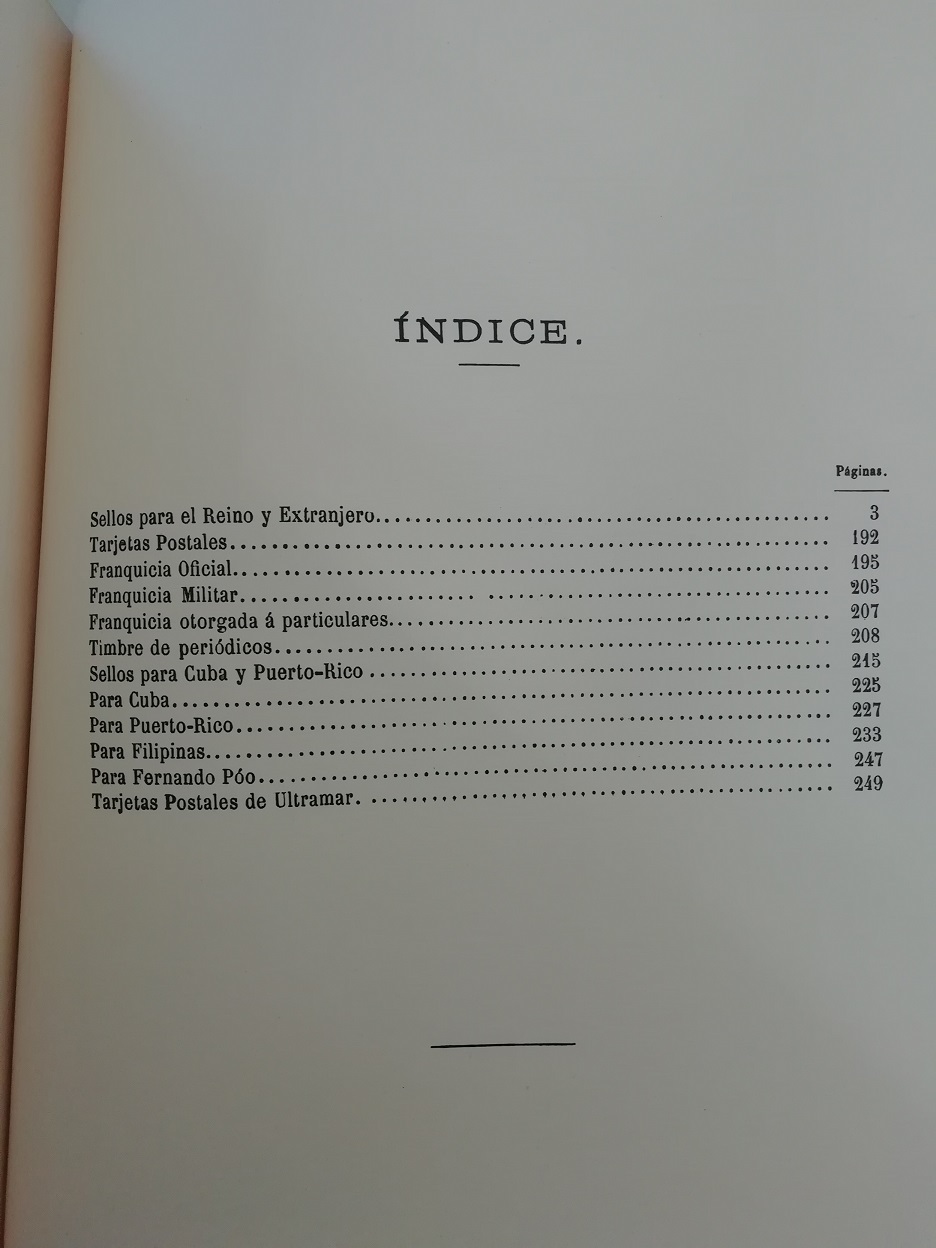 ÍNDICE.
Páginas.
Sellos para el Reino y Extranjero........ 3
Tarjetas Postales........ 192
Franquicia Oficial........ 195
Franquicia Militar........ 205
Franquicia otorgada á particulares........ 207
Timbre de periódicos........ 208
Sellos para Cuba y Puerto-Rico ........ 215
Para Cuba........ 225
Para Puerto-Rico........ 227
Para Filipinas........ 233
Para Fernando Póo........ 247
Tarjetas Postales de Ultramar. ........ 249